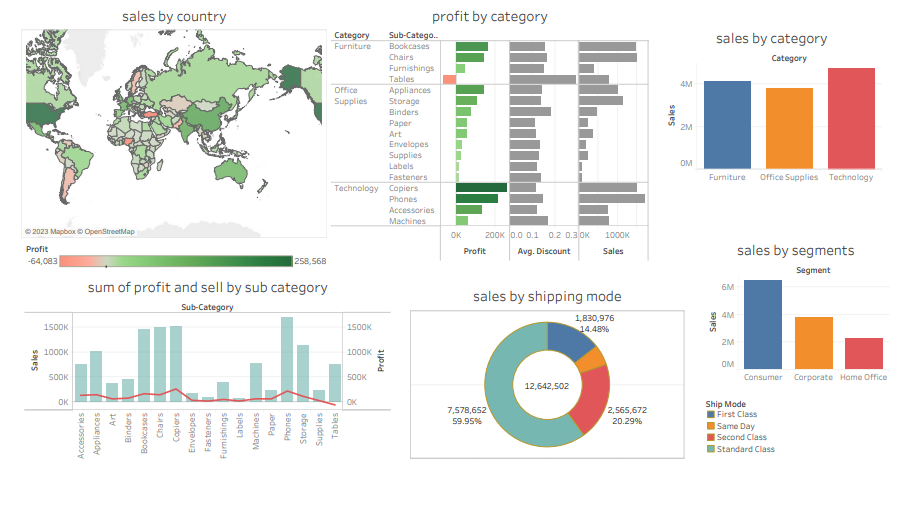 sales by country
© 2023 Mapbox © OpenStreetMap
Profit
-64,083 258,568
profit by category
Category Sub-Catego..
Furniture Bookcases
Chairs
Furnishings
Tables
Office Supplies Appliances
Storage
Binders
Paper
Art
Envelopes
Supplies
Labels
Fasteners
Technology Copiers
Phones
Accessories
Machines
0K 200K 0.0 0.1 0.2 0.3 0K 1000K
Profit Avg. Discount Sales
sales by category
Category
Sales
4M
2M
0M
Furniture Office Supplies Technology
sum of profit and sell by sub category
Sub-Category
Sales
1500K
1000K
500K
0K
1500K
1000K
500K
0K
Profit
Accessories
Appliances
Art
Binders
Bookcases
Chairs
Copiers
Envelopes
Fasteners
Furnishings
Labels
Machines
Paper
Phones
Storage
Supplies
Tables
sales by shipping mode
1,830,976
14.48%
12,642,502
7,578,652
59.95%
2,565,672
20.29%
sales by segments
Segment
Sales
6M
4M
2M
0M
Consumer Corporate Home Office
Ship Mode
First Class
Same Day
Second Class
Standard Class